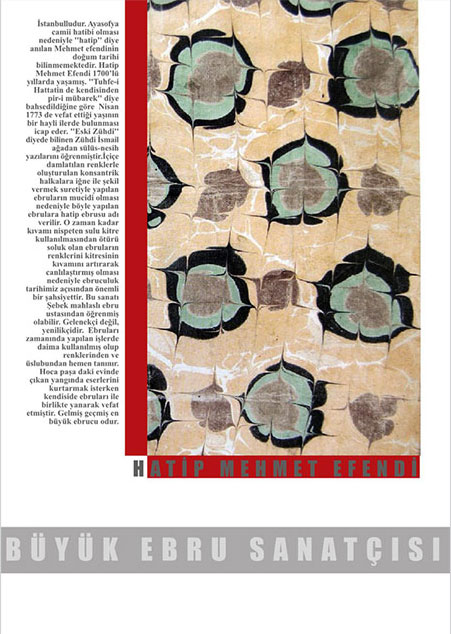 İstanbulludur. Ayasofya
camii hatibi olması
nedeniyle "hatip" diye
anılan Mehmet efendinin
doğum tarihi
bilinmemektedir. Hatip
Mehmet Efendi 1700'lü
yıllarda yaşamış. "Tuhfe-i
Hattatin de kendisinden
pir-i mübarek" diye
bahsedildiğine göre Nisan
1773 de vefat ettiği yaşının
bir hayli ilerde bulunması
icap eder. "Eski Zühdi"
diyede bilinen Zühdi İsmail
ağadan sülüs-nesih
yazılarını öğrenmiştir.İçiçe
damlatılan renklerle
oluşturulan konsantrik
halkalara iğne ile şekil
vermek suretiyle yapılan
ebruların mucidi olması
nedeniyle böyle yapılan
ebrulara hatip ebrusu adı
verilir. O zaman kadar
kıvamı nispeten sulu kitre
kullanılmasından ötürü
soluk olan ebruların
renklerini kitresinin
kıvamını artırarak
canlılaştırmış olması
nedeniyle ebruculuk
tarihimiz açısından önemli
bir şahsiyettir. Bu sanatı
Şebek mahlaslı ebru
ustasından öğrenmiş
olabilir. Gelenekçi değil,
yenilikçidir. Ebruları
zamanında yapılan işlerde
daima kullanılmış olup
renklerinden ve
üslubundan hemen tanınır.
Hoca paşa daki evinde
çıkan yangında eserlerini
kurtarmak isterken
kendiside ebruları ile
birlikte yanarak vefat
etmiştir. Gelmiş geçmiş en
büyük ebrucu odur.
HATİP MEHMET EFENDİ
BÜYÜK EBRU SANATÇISI